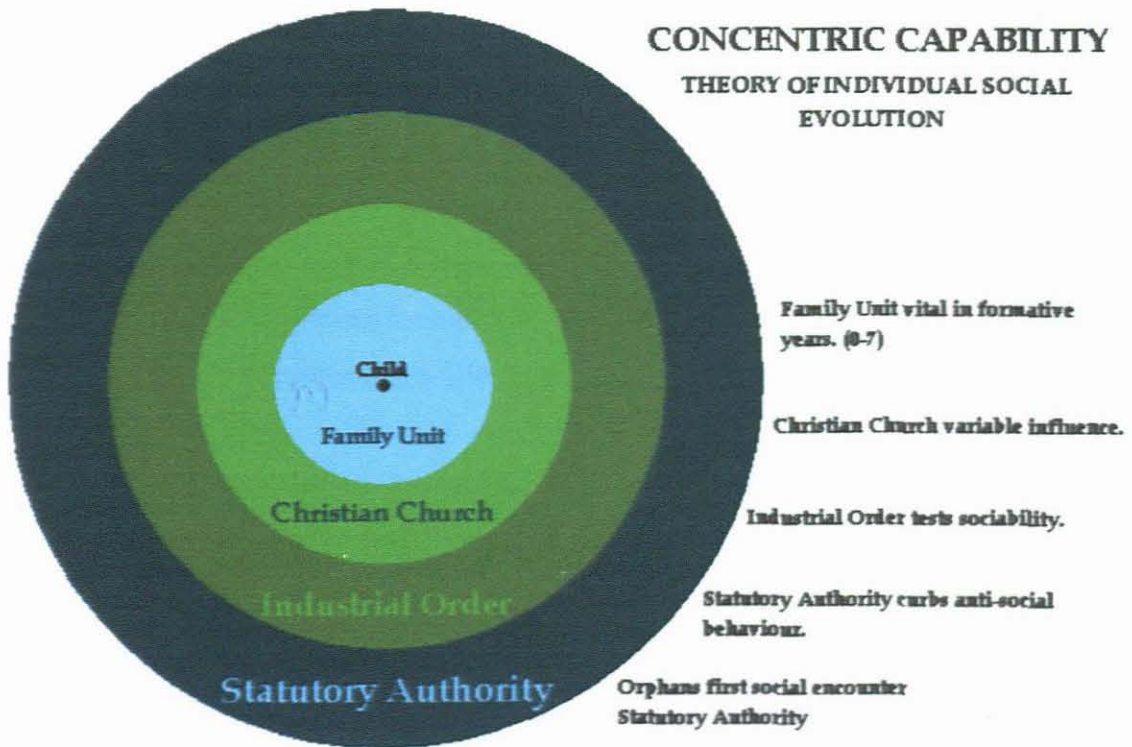 CONCENTRIC CAPABILITY
THEORY OF INDIVIDUAL SOCIAL
EVOLUTION
Child
Family Unit
Christian Church
Industrial Order
Statutory Authority
Family Unit vital in formative
years. (0-7)
Christian Church variable influence.
Industrial Order tests sociability.
Statutory Authority curbs anti-social
behaviour.
Orphans first social encounter
Statutory Authority